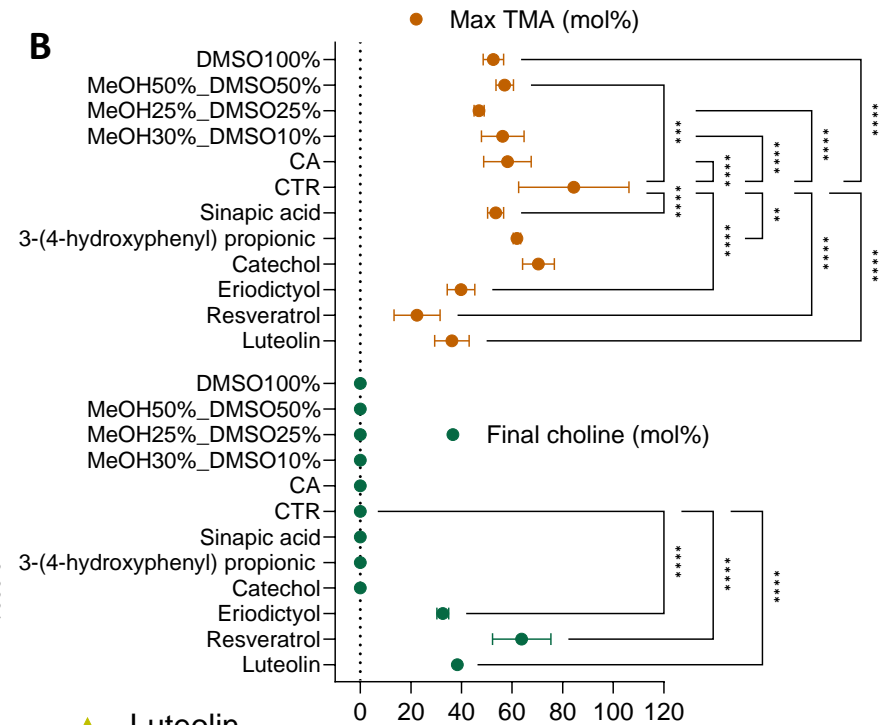 B
Max TMA (mol%)
DMSO100%
MeOH50%_DMSO50%
MeOH25%_DMSO25%
MeOH30%_DMSO10%
CA
CTR
Sinapic acid
3-(4-hydroxyphenyl) propionic
Catechol
Eriodictyol
Resveratrol
Luteolin
***
****
****
****
****
****
****
**
****
****
DMSO100%
MeOH50%_DMSO50%
MeOH25%_DMSO25%
MeOH30%_DMSO10%
CA
CTR
Sinapic acid
3-(4-hydroxyphenyl) propionic
Catechol
Eriodictyol
Resveratrol
Luteolin
Final choline (mol%)
****
****
****
0 20 40 60 80 100 120
Luteolin